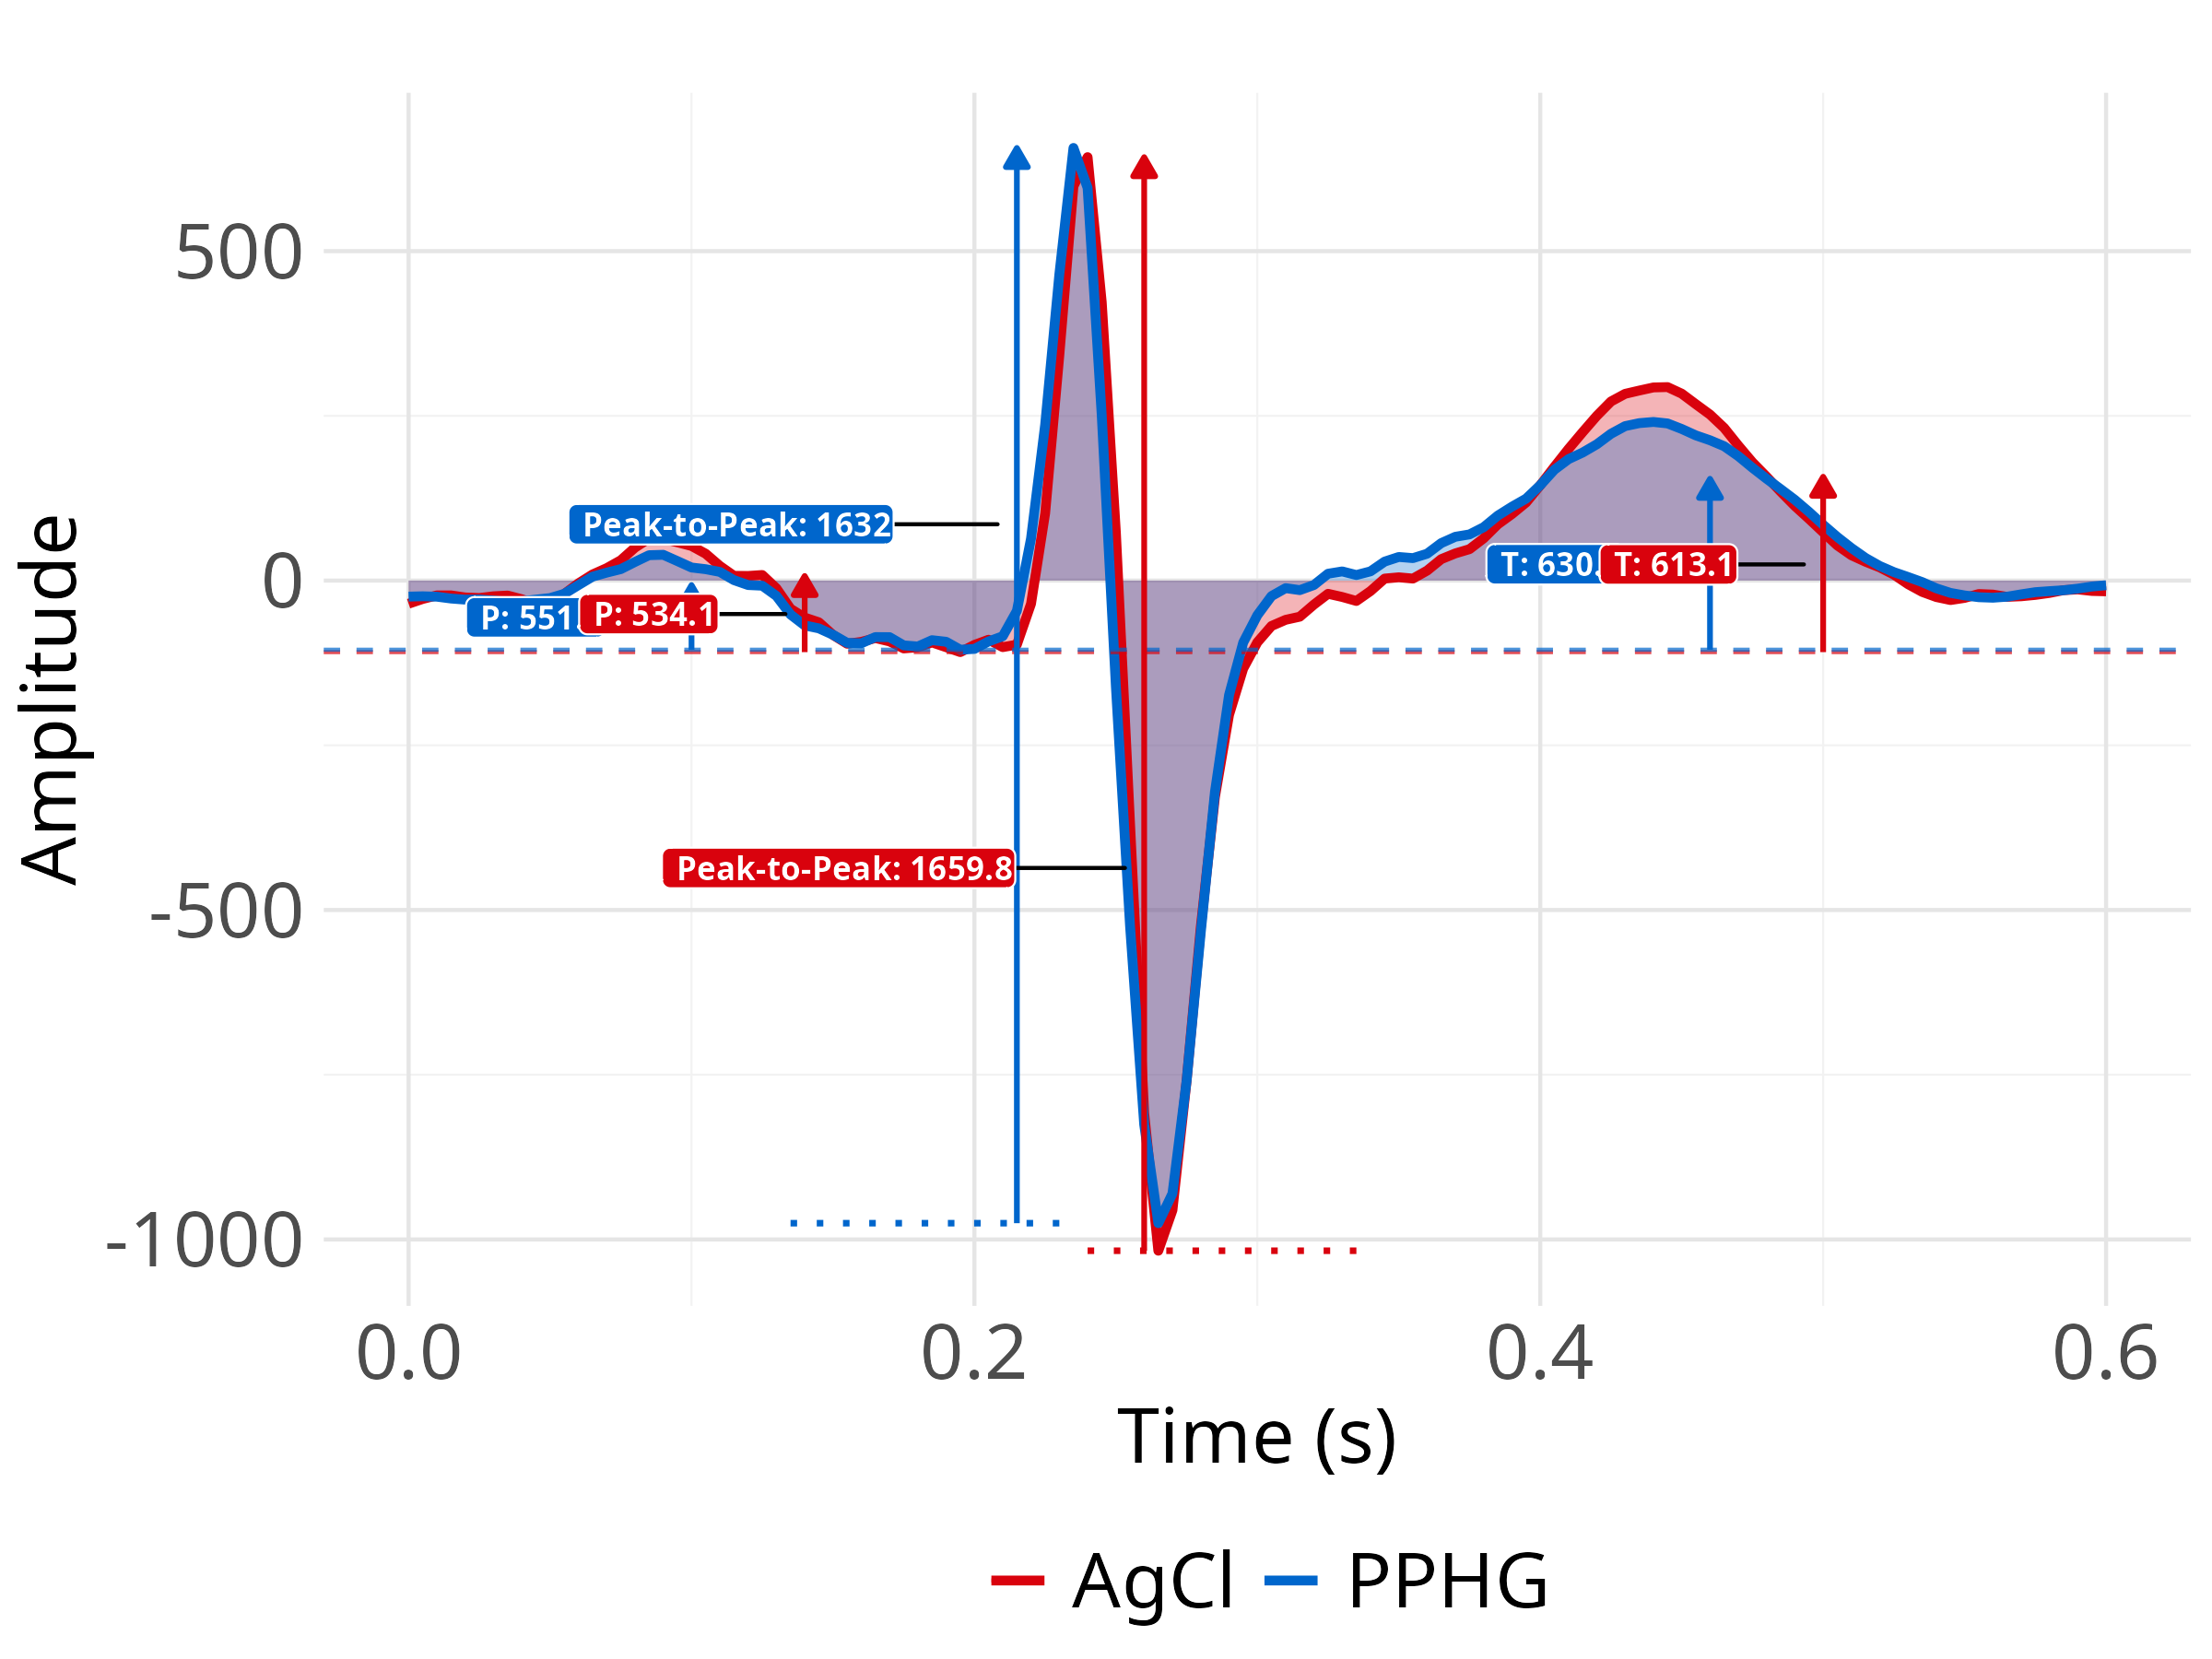 500
0
-500
-1000
Amplitude
Peak-to-Peak: 1632
P: 551
P: 534.1
T: 630.
T: 613.1
Peak-to-Peak: 1659.8
0.0 0.2 0.4 0.6
Time (s)
AgCl PPHG